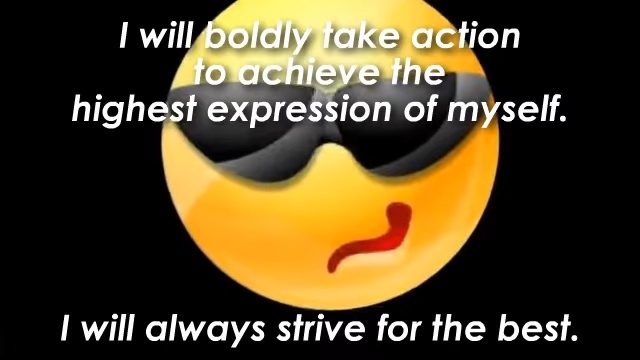 I will boldly take action
to achieve the
highest expression of myself.
I will always strive for the best.